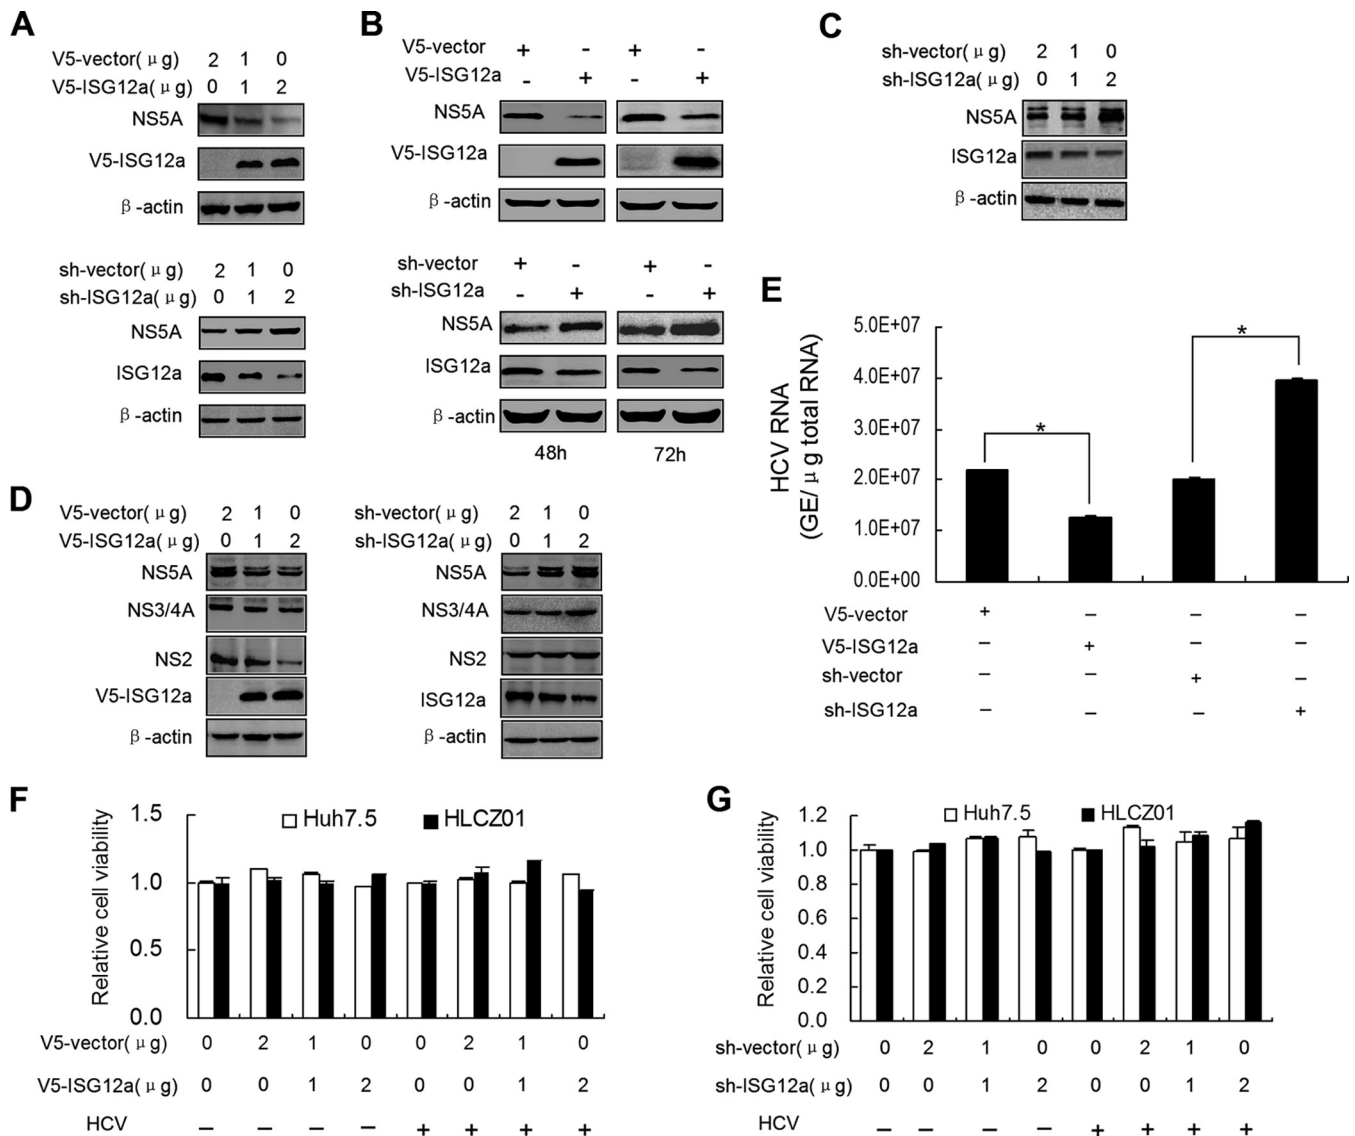 A
V5-vector(μg) 2 1 0
V5-ISG12a(μg) 0 1 2
NS5A
V5-ISG12a
β-actin
sh-vector(μg) 2 1 0
sh-ISG12a(μg) 0 1 2
NS5A
ISG12a
β-actin
B
V5-vector + - + -
V5-ISG12a - + - +
NS5A
V5-ISG12a
β-actin
sh-vector + - + -
sh-ISG12a - + - +
NS5A
ISG12a
β-actin
48h 72h
C
sh-vector(μg) 2 1 0
sh-ISG12a(μg) 0 1 2
NS5A
ISG12a
β-actin
D
V5-vector(μg) 2 1 0
V5-ISG12a(μg) 0 1 2
NS5A
NS3/4A
NS2
V5-ISG12a
β-actin
sh-vector(μg) 2 1 0
sh-ISG12a(μg) 0 1 2
NS5A
NS3/4A
NS2
ISG12a
β-actin
E
HCV RNA
(GE/μg total RNA)
5.0E+07
4.0E+07
3.0E+07
2.0E+07
1.0E+07
0.0E+00
*
*
V5-vector + – – –
V5-ISG12a – + – –
sh-vector – – + –
sh-ISG12a – – – +
F
Relative cell viability
1.5
1.0
0.5
0.0
Huh7.5 HLCZ01
V5-vector(μg) 0 2 1 0 0 2 1 0
V5-ISG12a(μg) 0 0 1 2 0 0 1 2
HCV – – – – + + + +
G
Relative cell viability
1.2
1.0
0.8
0.6
0.4
0.2
0.0
Huh7.5 HLCZ01
sh-vector(μg) 0 2 1 0 0 2 1 0
sh-ISG12a(μg) 0 0 1 2 0 0 1 2
HCV – – – – + + + +